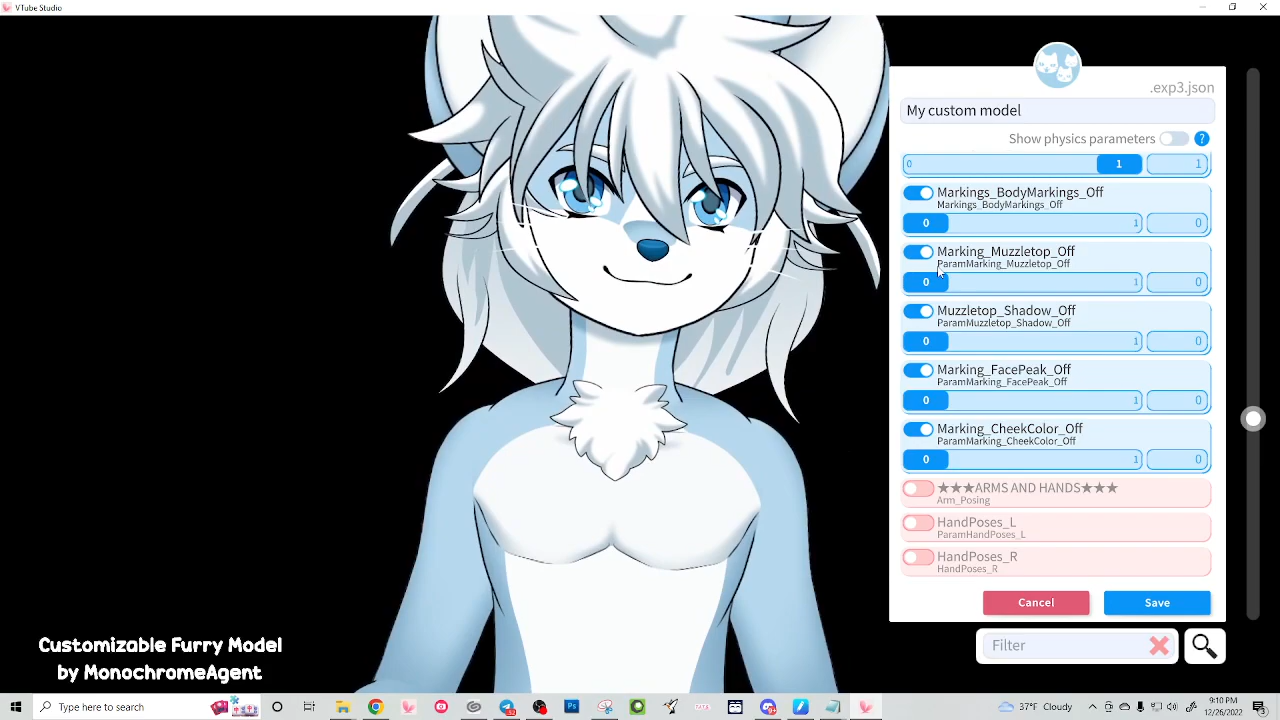 VTube Studio
.exp3.json
My custom model
Show physics parameters ?
0 1 1
Markings_BodyMarkings_Off
Markings_BodyMarkings_Off
0 1 0
Marking_Muzzletop_Off
ParamMarking_Muzzletop_Off
0 1 0
Muzzletop_Shadow_Off
ParamMuzzletop_Shadow_Off
0 1 0
Marking_FacePeak_Off
ParamMarking_FacePeak_Off
0 1 0
Marking_CheekColor_Off
ParamMarking_CheekColor_Off
0 1 0
★★★ARMS AND HANDS★★★
Arm_Posing
HandPoses_L
ParamHandPoses_L
HandPoses_R
HandPoses_R
Cancel Save
Filter
Customizable Furry Model
by MonochromeAgent
Type here to search
Ps
37°F Cloudy
9:10 PM
12/26/2022